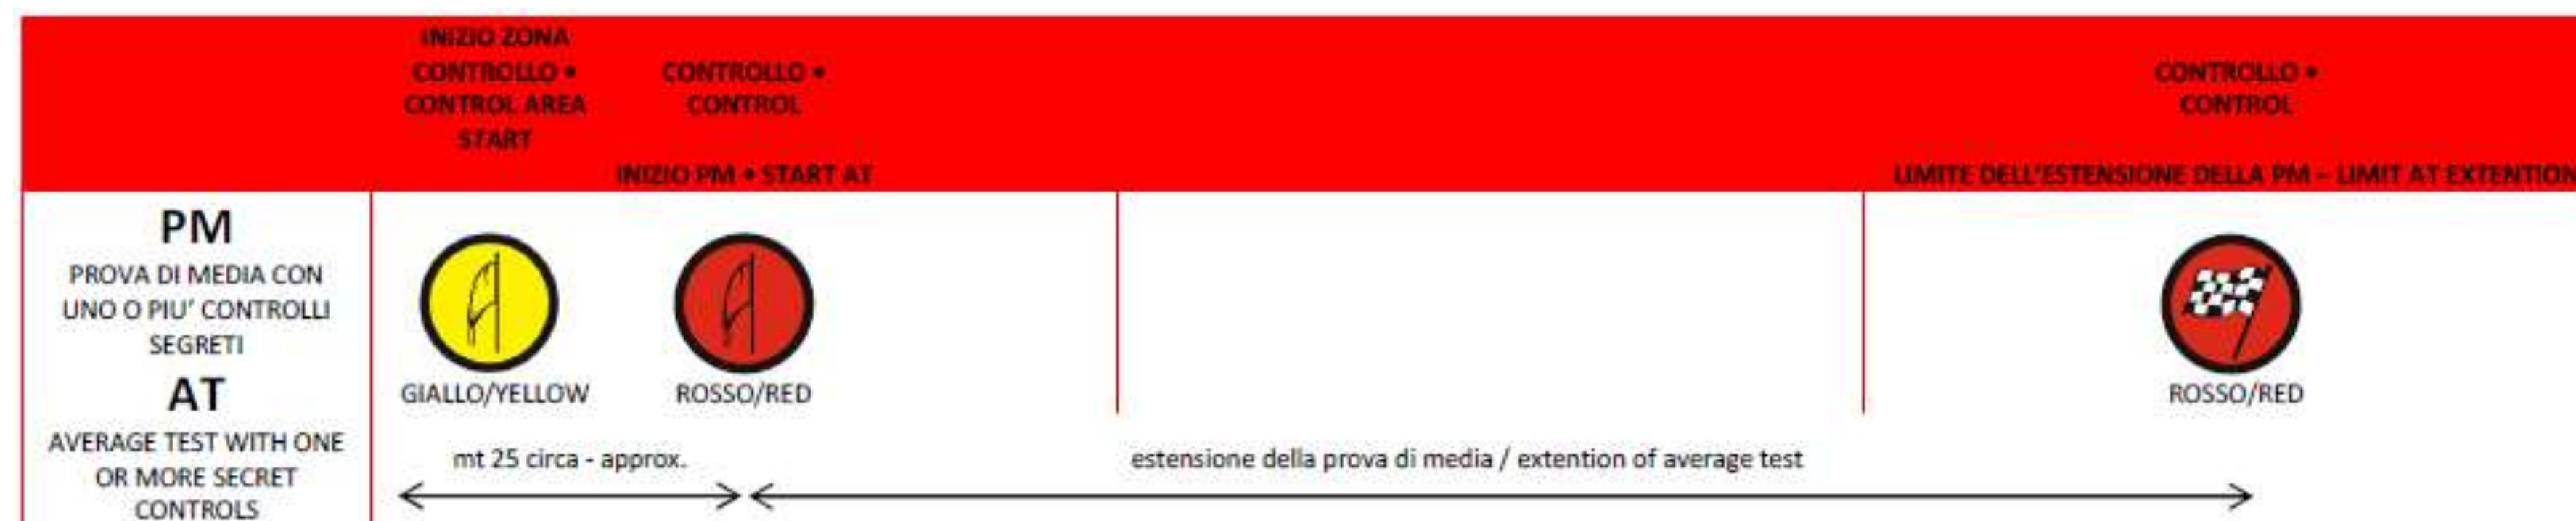 INIZIO ZONA
CONTROLLO •
CONTROL AREA
START
CONTROLLO •
CONTROL
INIZIO PM • START AT
CONTROLLO •
CONTROL
LIMITE DELL'ESTENSIONE DELLA PM – LIMIT AT EXTENTION
PM
PROVA DI MEDIA CON
UNO O PIU' CONTROLLI
SEGRETI
AT
AVERAGE TEST WITH ONE
OR MORE SECRET
CONTROLS
GIALLO/YELLOW
ROSSO/RED
ROSSO/RED
mt 25 circa - approx.
estensione della prova di media / extention of average test